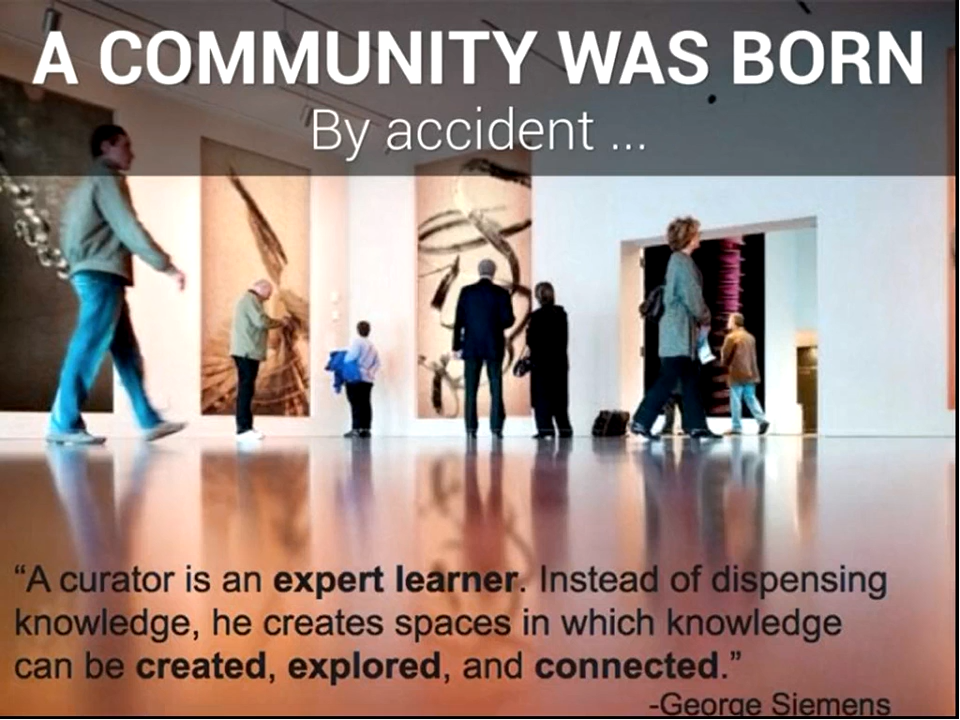 A COMMUNITY WAS BORN
By accident ...
“A curator is an expert learner. Instead of dispensing
knowledge, he creates spaces in which knowledge
can be created, explored, and connected.”
-George Siemens